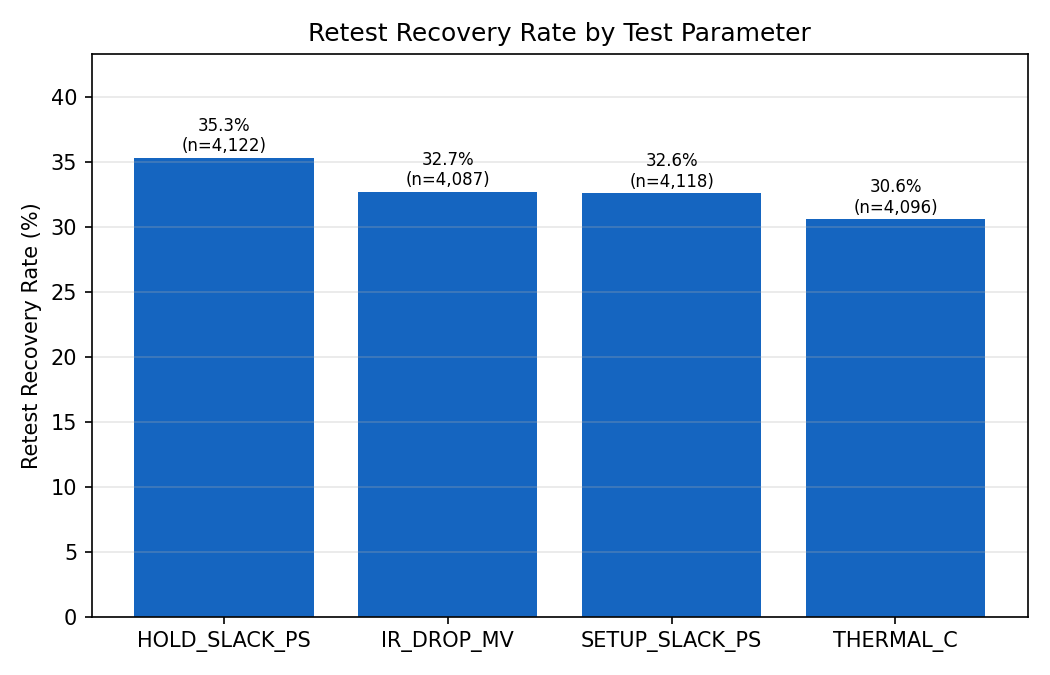 Retest Recovery Rate by Test Parameter
Retest Recovery Rate (%)
40
35
30
25
20
15
10
5
0
35.3%
(n=4,122)
32.7%
(n=4,087)
32.6%
(n=4,118)
30.6%
(n=4,096)
HOLD_SLACK_PS
IR_DROP_MV
SETUP_SLACK_PS
THERMAL_C